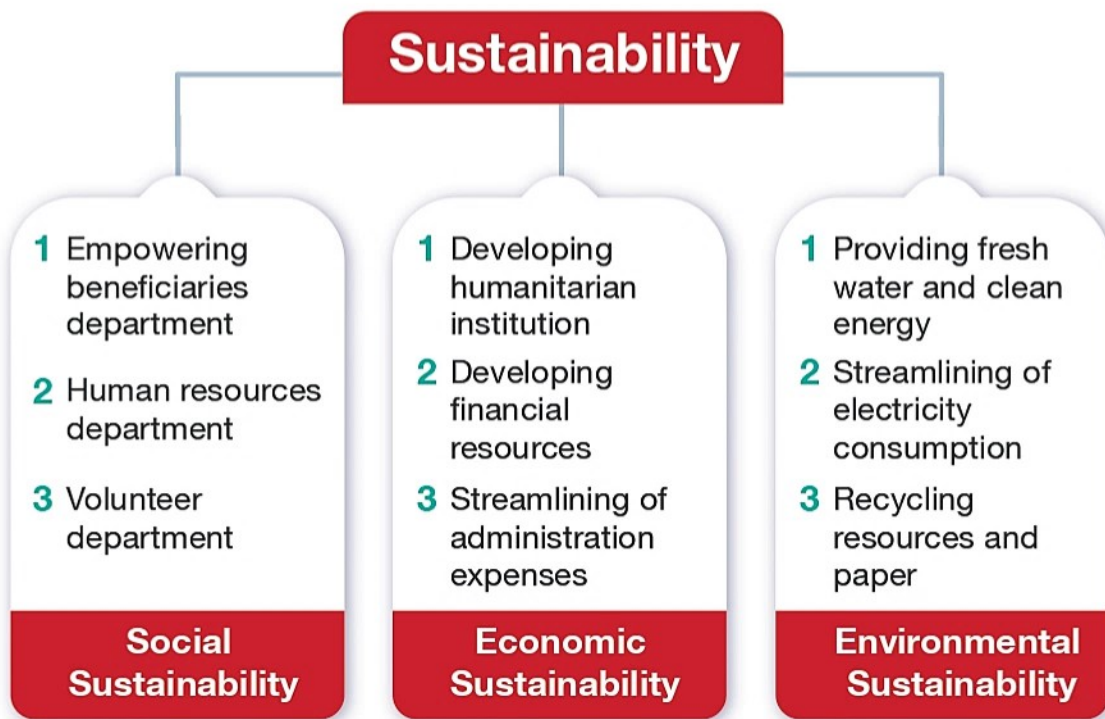 Sustainability
1 Empowering
beneficiaries
department
2 Human resources
department
3 Volunteer
department
Social
Sustainability
1 Developing
humanitarian
institution
2 Developing
financial
resources
3 Streamlining of
administration
expenses
Economic
Sustainability
1 Providing fresh
water and clean
energy
2 Streamlining of
electricity
consumption
3 Recycling
resources and
paper
Environmental
Sustainability